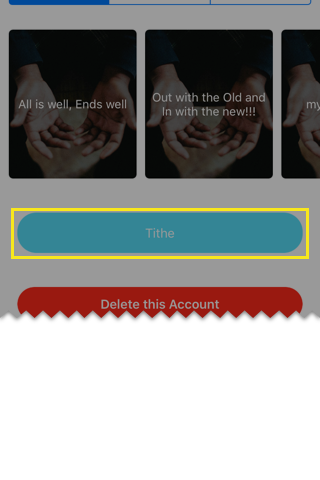 All is well, Ends well
Out with the Old and
In with the new!!!
my
Tithe
Delete this Account